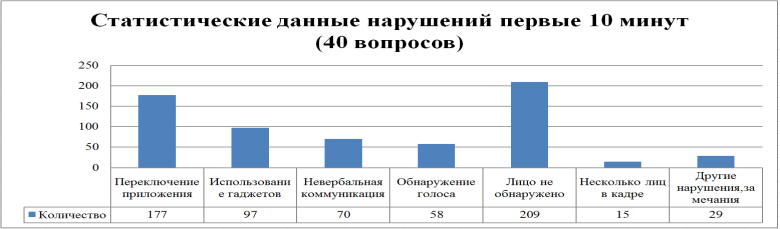 Статистические данные нарушений первые 10 минут
(40 вопросов)
250
200
150
100
50
0
Переключение приложения
Использовани
е гаджетов
Невербальная коммуникация
Обнаружение голоса
Лицо не обнаружено
Несколько лиц в кадре
Другие нарушения,за
мечания
Количество 177 97 70 58 209 15 29